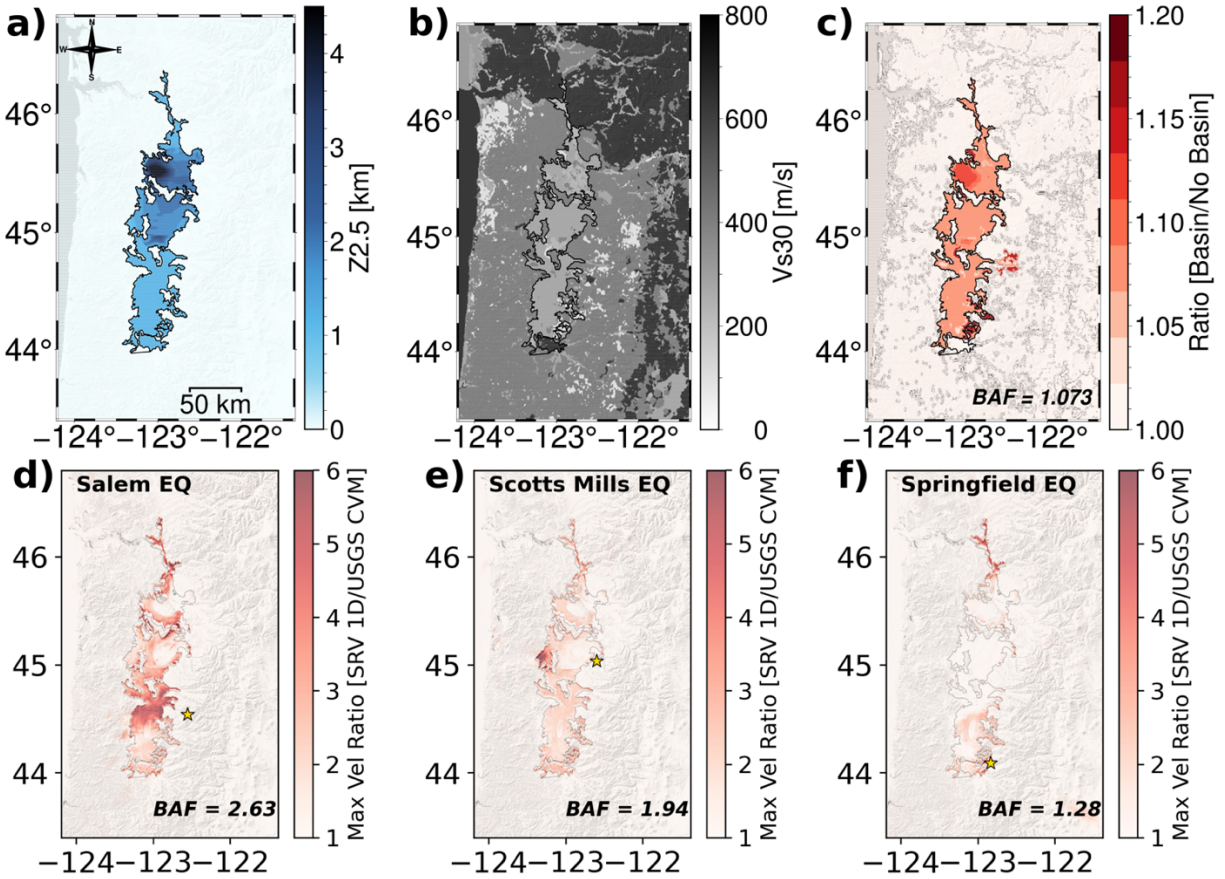 a)
N
W
E
S
46°
45°
44°
50 km
−124°
−123°
−122°
4
3
2
1
0
Z2.5 [km]
b)
46°
45°
44°
−124°
−123°
−122°
800
600
400
200
0
Vs30 [m/s]
c)
46°
45°
44°
BAF = 1.073
−124°
−123°
−122°
1.20
1.15
1.10
1.05
1.00
Ratio [Basin/No Basin]
d)
Salem EQ
46
45
44
BAF = 2.63
−124
−123
−122
6
5
4
3
2
1
Max Vel Ratio [SRV 1D/USGS CVM]
e)
Scotts Mills EQ
46
45
44
BAF = 1.94
−124
−123
−122
6
5
4
3
2
1
Max Vel Ratio [SRV 1D/USGS CVM]
f)
Springfield EQ
46
45
44
BAF = 1.28
−124
−123
−122
6
5
4
3
2
1
Max Vel Ratio [SRV 1D/USGS CVM]